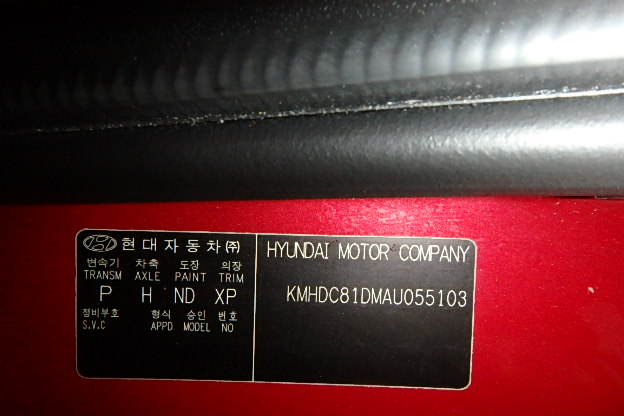 현대자동차㈜
변속기 차축 도장 의장
TRANSM AXLE PAINT TRIM
P H ND XP
정비부호 형식 승인 번호
S.V.C APPD MODEL NO
HYUNDAI MOTOR COMPANY
KMHDC81DMAU055103